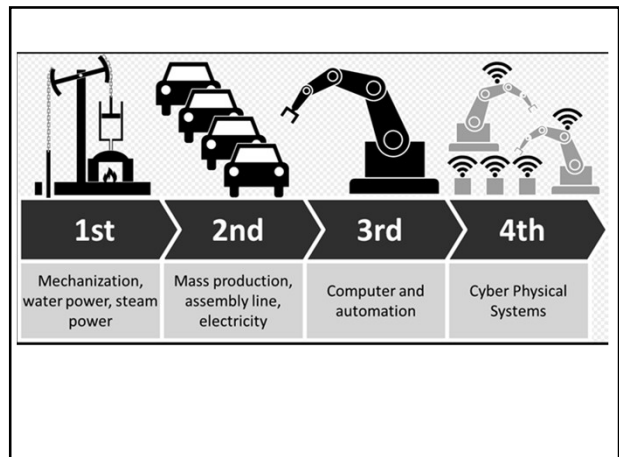 1st
2nd
3rd
4th
Mechanization,
water power, steam
power
Mass production,
assembly line,
electricity
Computer and
automation
Cyber Physical
Systems